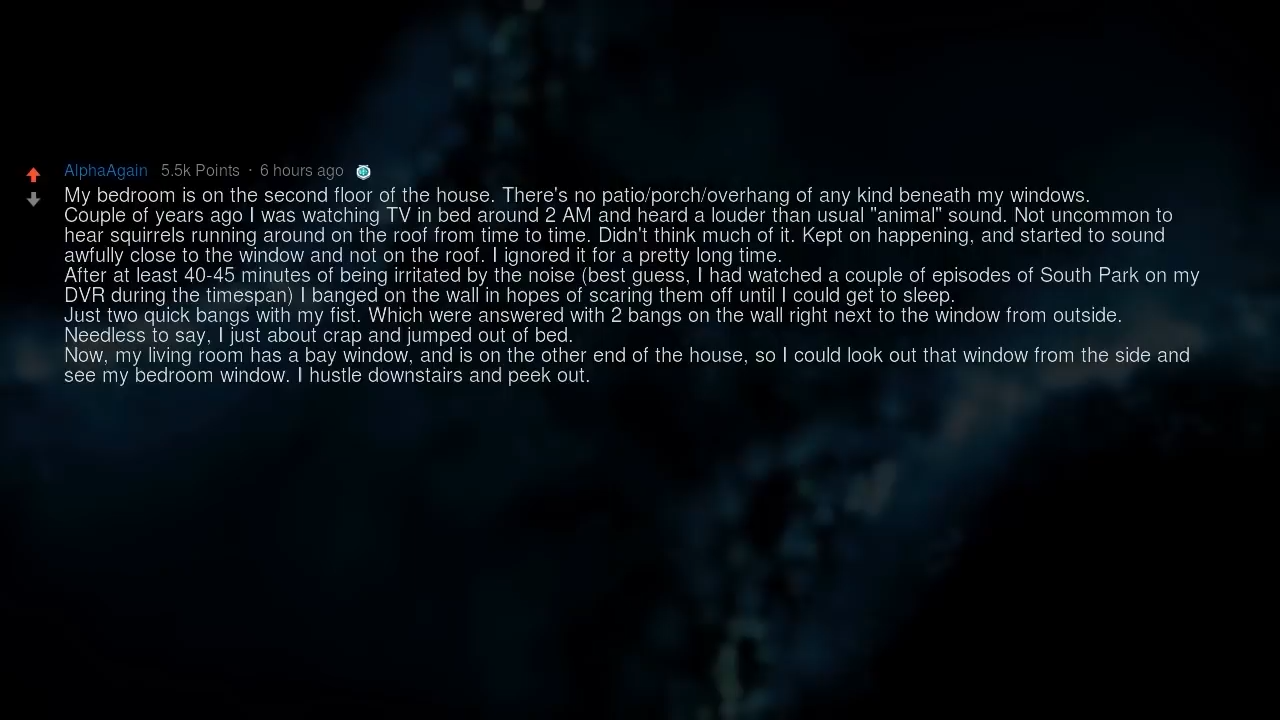 AlphaAgain 5.5k Points · 6 hours ago
My bedroom is on the second floor of the house. There's no patio/porch/overhang of any kind beneath my windows.
Couple of years ago I was watching TV in bed around 2 AM and heard a louder than usual "animal" sound. Not uncommon to
hear squirrels running around on the roof from time to time. Didn't think much of it. Kept on happening, and started to sound
awfully close to the window and not on the roof. I ignored it for a pretty long time.
After at least 40-45 minutes of being irritated by the noise (best guess, I had watched a couple of episodes of South Park on my
DVR during the timespan) I banged on the wall in hopes of scaring them off until I could get to sleep.
Just two quick bangs with my fist. Which were answered with 2 bangs on the wall right next to the window from outside.
Needless to say, I just about crap and jumped out of bed.
Now, my living room has a bay window, and is on the other end of the house, so I could look out that window from the side and
see my bedroom window. I hustle downstairs and peek out.